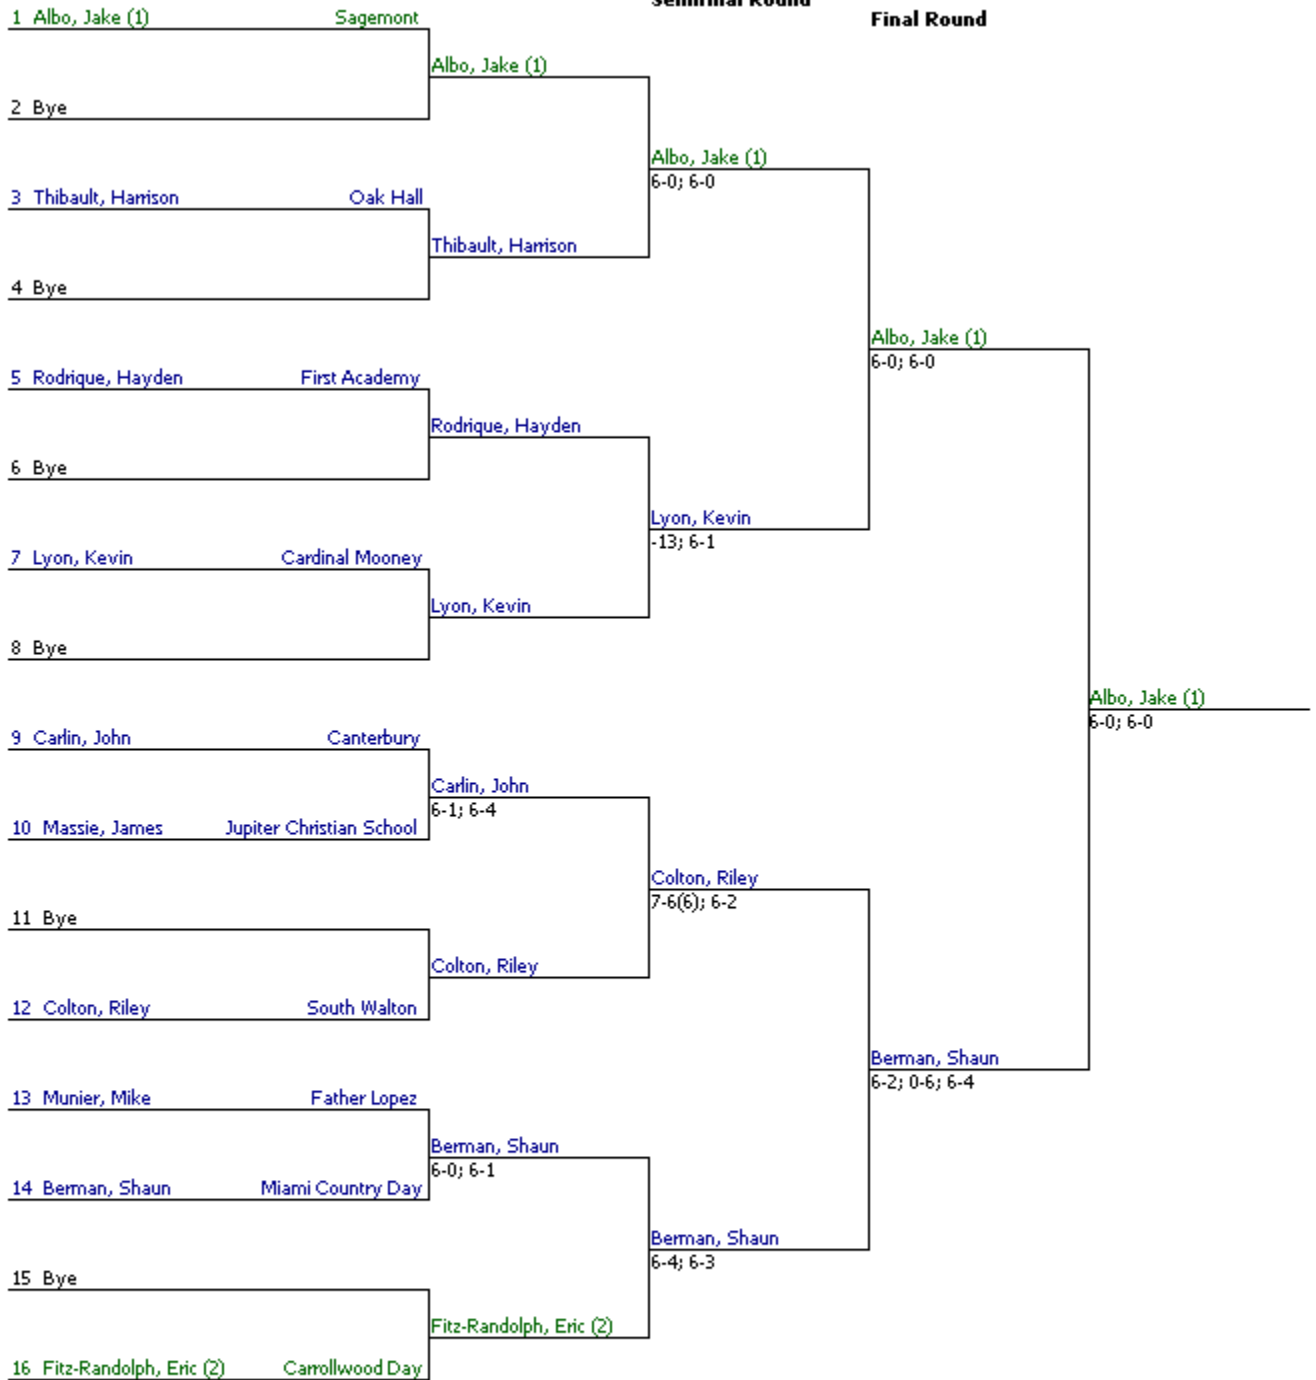 Semifinal Round
Final Round
1 Albo, Jake (1) Sagemont
Albo, Jake (1)
2 Bye
Albo, Jake (1)
6-0; 6-0
3 Thibault, Harrison Oak Hall
Thibault, Harrison
4 Bye
Albo, Jake (1)
6-0; 6-0
5 Rodrique, Hayden First Academy
Rodrique, Hayden
6 Bye
Lyon, Kevin
-13; 6-1
7 Lyon, Kevin Cardinal Mooney
Lyon, Kevin
8 Bye
Albo, Jake (1)
6-0; 6-0
9 Carlin, John Canterbury
Carlin, John
6-1; 6-4
10 Massie, James Jupiter Christian School
Colton, Riley
7-6(6); 6-2
11 Bye
Colton, Riley
12 Colton, Riley South Walton
Berman, Shaun
6-2; 0-6; 6-4
13 Munier, Mike Father Lopez
Berman, Shaun
6-0; 6-1
14 Berman, Shaun Miami Country Day
Berman, Shaun
6-4; 6-3
15 Bye
Fitz-Randolph, Eric (2)
16 Fitz-Randolph, Eric (2) Carrollwood Day